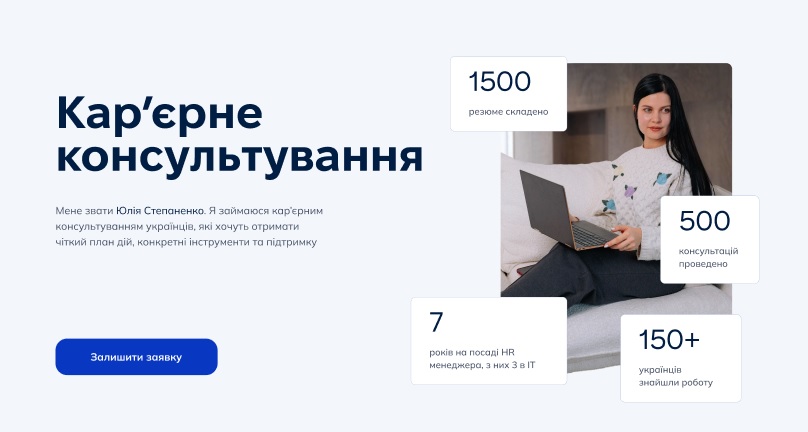 Кар’єрне
консультування
Мене звати Юлія Степаненко. Я займаюся кар’єрним
консультуванням українців, які хочуть отримати
чіткий план дій, конкретні інструменти та підтримку
Залишити заявку
1500
резюме складено
500
консультацій
проведено
7
років на посаді HR
менеджера, з них 3 в ІТ
150+
українців
знайшли роботу